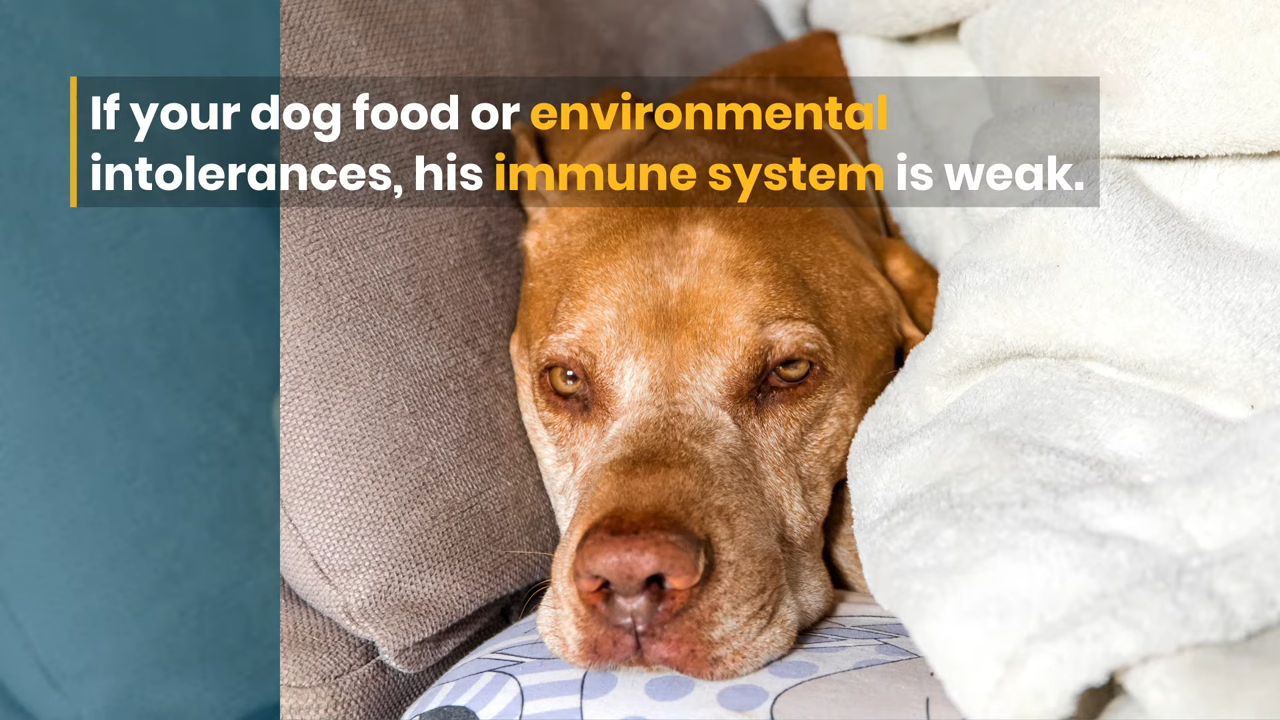 If your dog food or environmental
intolerances, his immune system is weak.